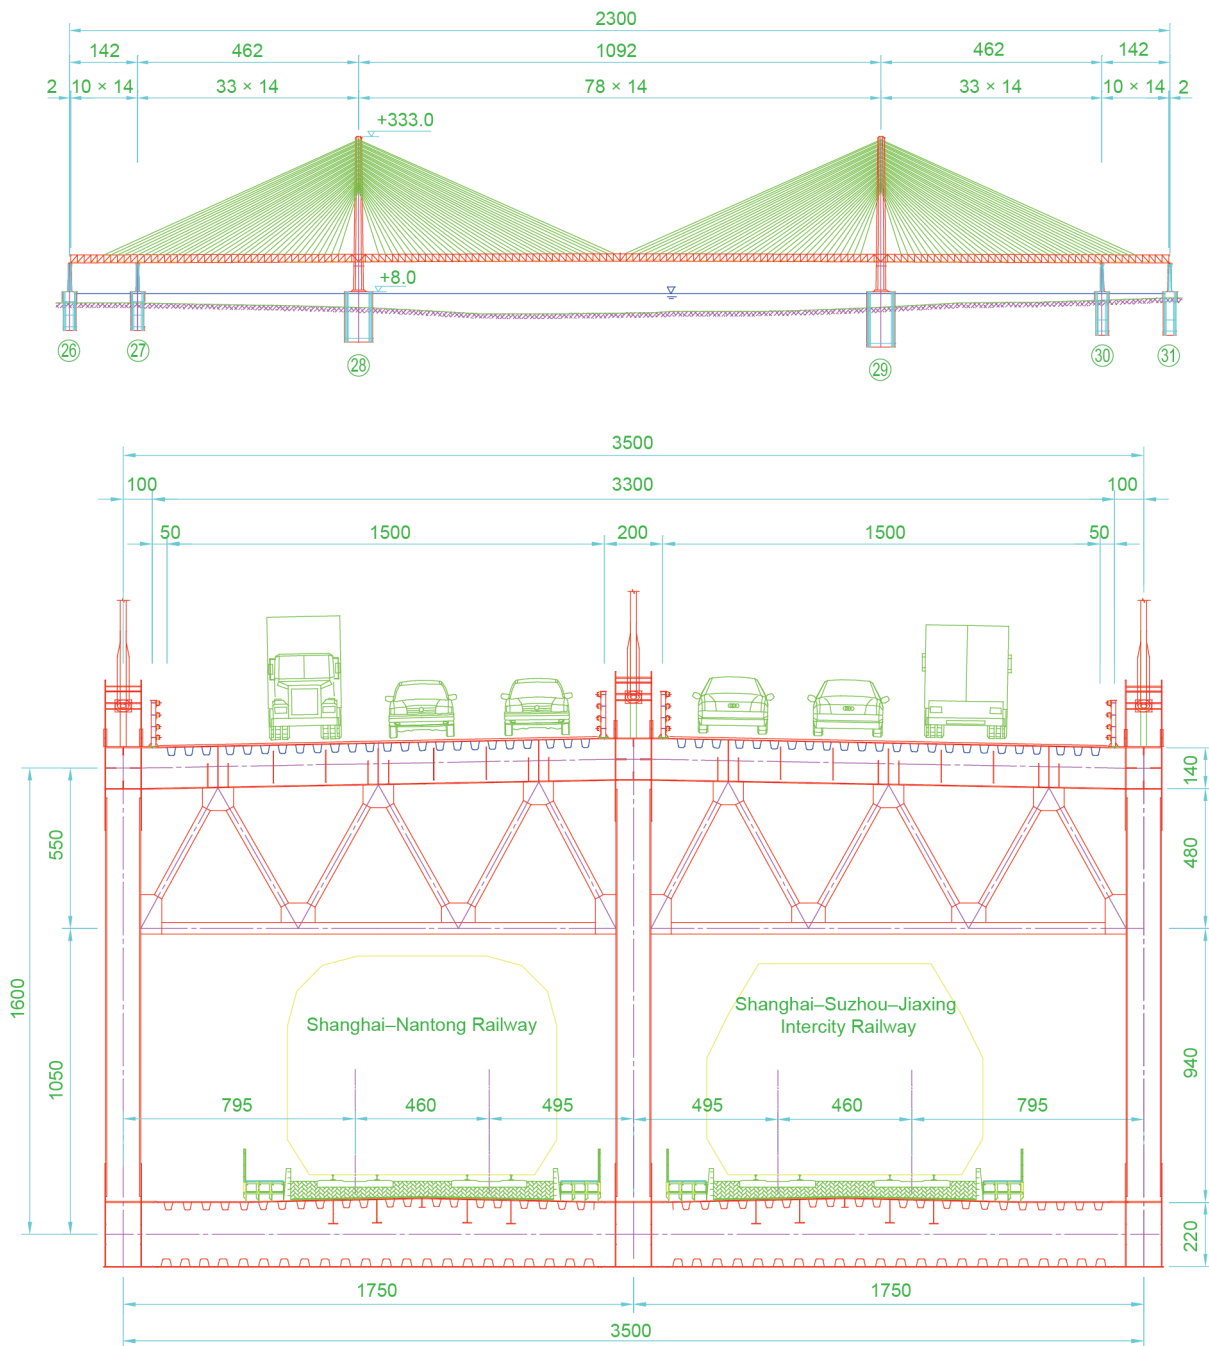 2300
142 462 1092 462 142
2 10 × 14 33 × 14 78 × 14 33 × 14 10 × 14 2
+333.0
+8.0
26 27 28 29 30 31
3500
100 3300 100
50 1500 200 1500 50
140
550 480
1600
Shanghai–Nantong Railway
Shanghai–Suzhou–Jiaxing
Intercity Railway
1050 940
795 460 495 495 460 795
220
1750 1750
3500